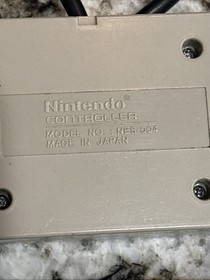 Nintendo®
CONTROLLER
MODEL NO.: NES-004
MADE IN JAPAN